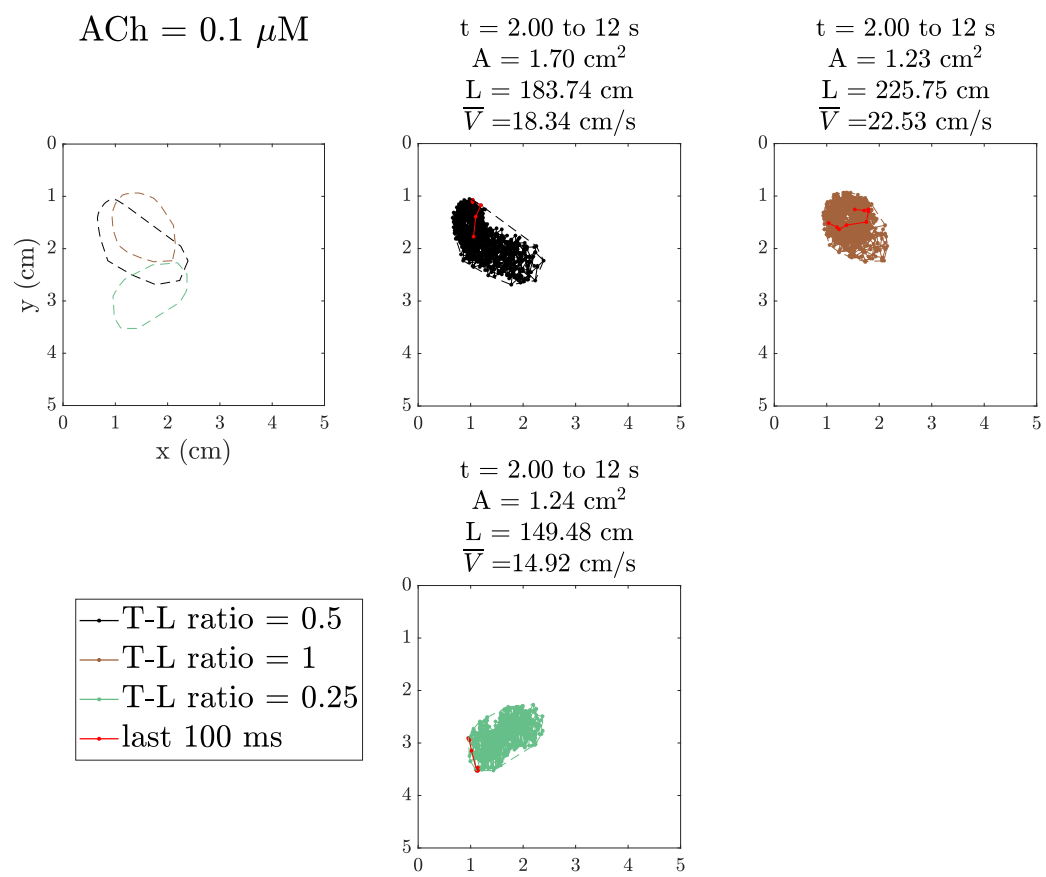 ACh = 0.1 μM
t = 2.00 to 12 s
A = 1.70 cm²
L = 183.74 cm
V̅ =18.34 cm/s
t = 2.00 to 12 s
A = 1.23 cm²
L = 225.75 cm
V̅ =22.53 cm/s
0
1
2
3
4
5
y (cm)
0 1 2 3 4 5
x (cm)
0
1
2
3
4
5
0 1 2 3 4 5
0
1
2
3
4
5
0 1 2 3 4 5
t = 2.00 to 12 s
A = 1.24 cm²
L = 149.48 cm
V̅ =14.92 cm/s
T-L ratio = 0.5
T-L ratio = 1
T-L ratio = 0.25
last 100 ms
0
1
2
3
4
5
0 1 2 3 4 5